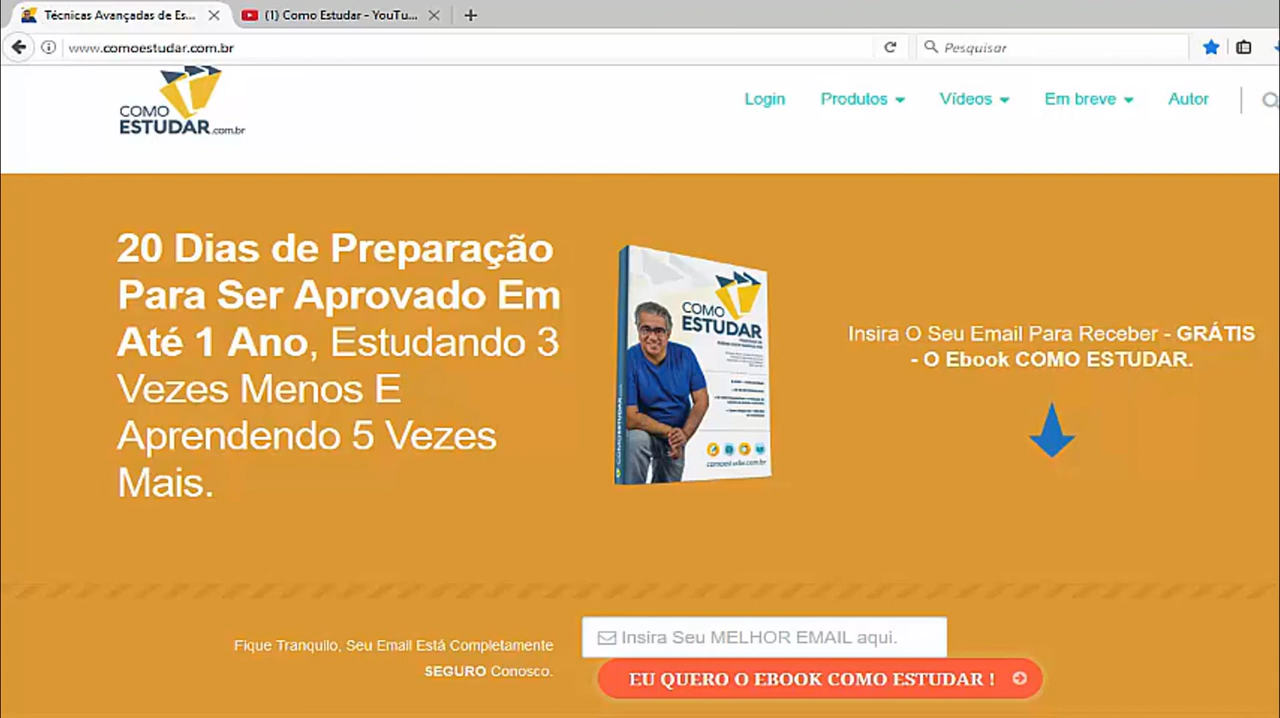 Técnicas Avançadas de Es...
(1) Como Estudar - YouTu...
www.comoestudar.com.br
Pesquisar
COMO
ESTUDAR.com.br
Login
Produtos
Vídeos
Em breve
Autor
20 Dias de Preparação
Para Ser Aprovado Em
Até 1 Ano, Estudando 3
Vezes Menos E
Aprendendo 5 Vezes
Mais.
COMO
ESTUDAR
comoestudar.com.br
Insira O Seu Email Para Receber - GRÁTIS
- O Ebook COMO ESTUDAR.
Fique Tranquilo, Seu Email Está Completamente
SEGURO Conosco.
Insira Seu MELHOR EMAIL aqui.
EU QUERO O EBOOK COMO ESTUDAR !